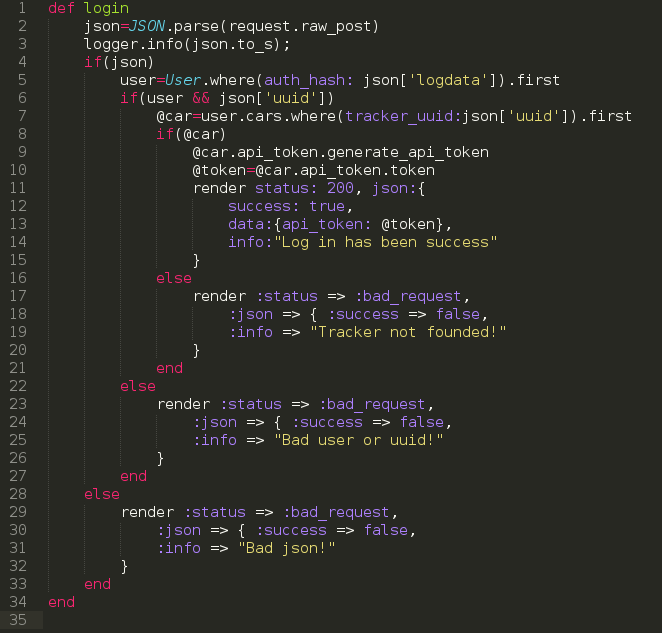 1 def login
2     json=JSON.parse(request.raw_post)
3     logger.info(json.to_s);
4     if(json)
5         user=User.where(auth_hash: json['logdata']).first
6         if(user && json['uuid'])
7             @car=user.cars.where(tracker_uuid:json['uuid']).first
8             if(@car)
9                 @car.api_token.generate_api_token
10                 @token=@car.api_token.token
11                 render status: 200, json:{
12                     success: true,
13                     data:{api_token: @token},
14                     info:"Log in has been success"
15                 }
16             else
17                 render :status => :bad_request,
18                     :json => { :success => false,
19                     :info => "Tracker not founded!"
20                 }
21             end
22         else
23             render :status => :bad_request,
24                 :json => { :success => false,
25                 :info => "Bad user or uuid!"
26             }
27         end
28     else
29         render :status => :bad_request,
30             :json => { :success => false,
31             :info => "Bad json!"
32         }
33     end
34 end
35